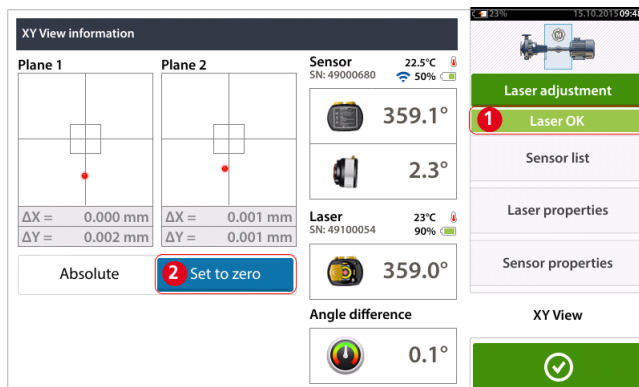 XY View information
Plane 1
Plane 2
ΔX = 0.000 mm
ΔY = 0.002 mm
ΔX = 0.001 mm
ΔY = 0.001 mm
Absolute
2 Set to zero
Sensor 22.5°C
SN: 49000680 50%
359.1°
2.3°
Laser 23°C
SN: 49100054 90%
359.0°
Angle difference
0.1°
23% 15.10.2015 09:48
Laser adjustment
1 Laser OK
Sensor list
Laser properties
Sensor properties
XY View